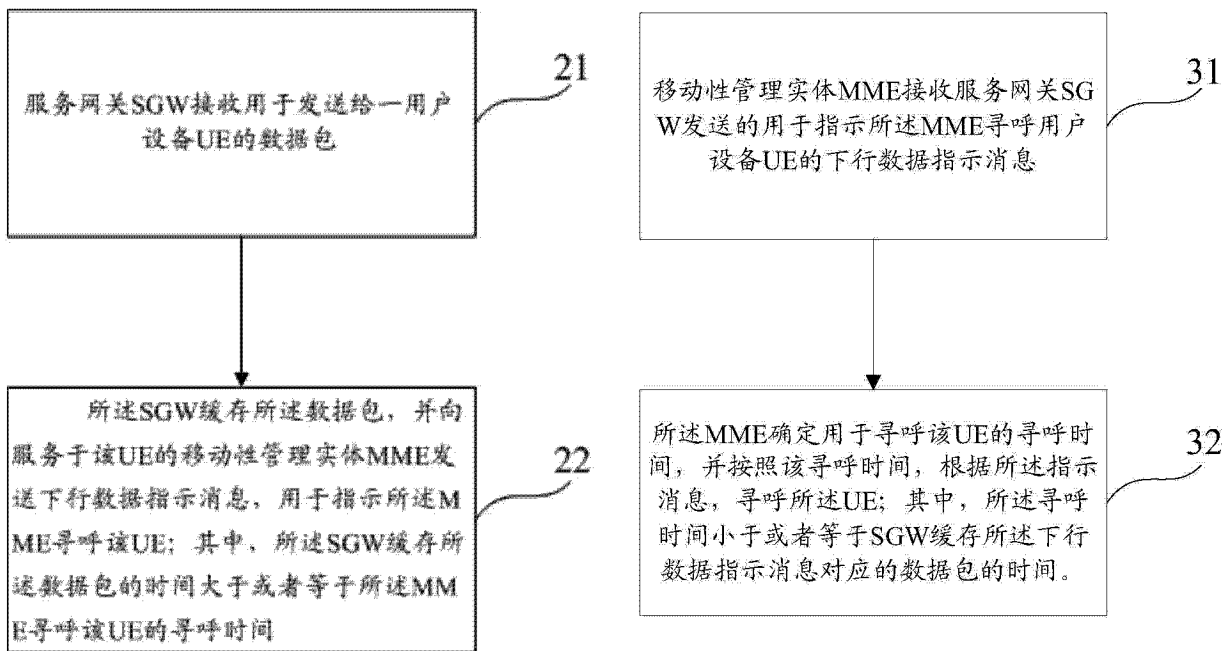 服务网关SGW接收用于发送给一用户
设备UE的数据包
21
所述SGW缓存所述数据包，并向
服务于该UE的移动性管理实体MME发
送下行数据指示消息，用于指示所述M
ME寻呼该UE；其中，所述SGW缓存所
述数据包的时间大于或者等于所述MM
E寻呼该UE的寻呼时间
22
移动性管理实体MME接收服务网关SG
W发送的用于指示所述MME寻呼用户
设备UE的下行数据指示消息
31
所述MME确定用于寻呼该UE的寻呼时
间，并按照该寻呼时间，根据所述指示
消息，寻呼所述UE；其中，所述寻呼
时间小于或者等于SGW缓存所述下行
数据指示消息对应的数据包的时间。
32